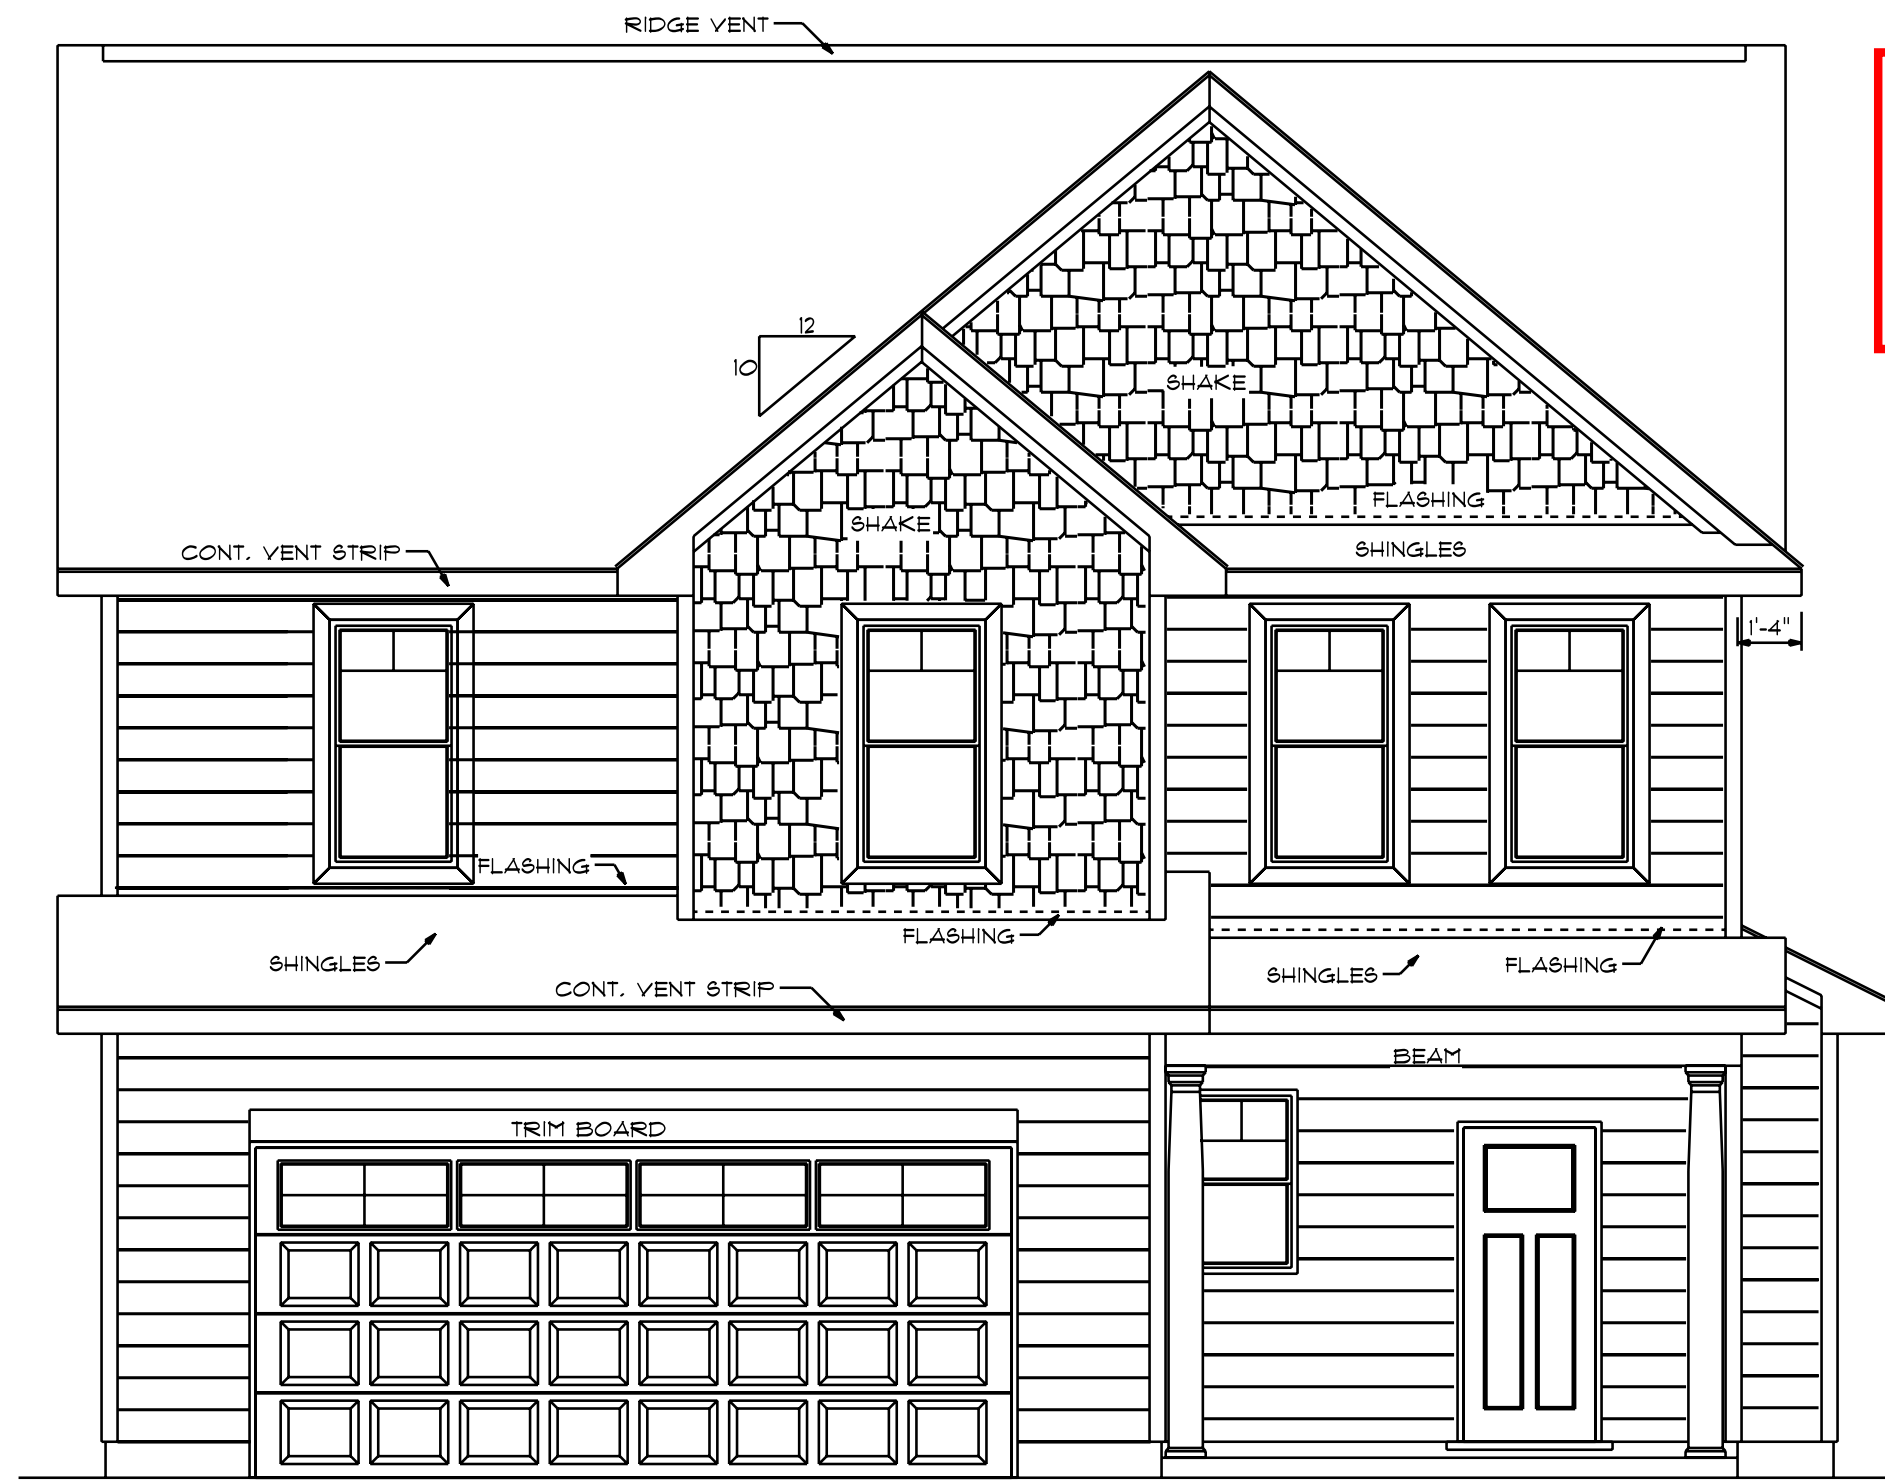 RIDGE VENT
12
10
SHAKE
FLASHING
SHAKE
CONT. VENT STRIP
SHINGLES
1'-4"
FLASHING
FLASHING
SHINGLES
SHINGLES
FLASHING
CONT. VENT STRIP
BEAM
TRIM BOARD